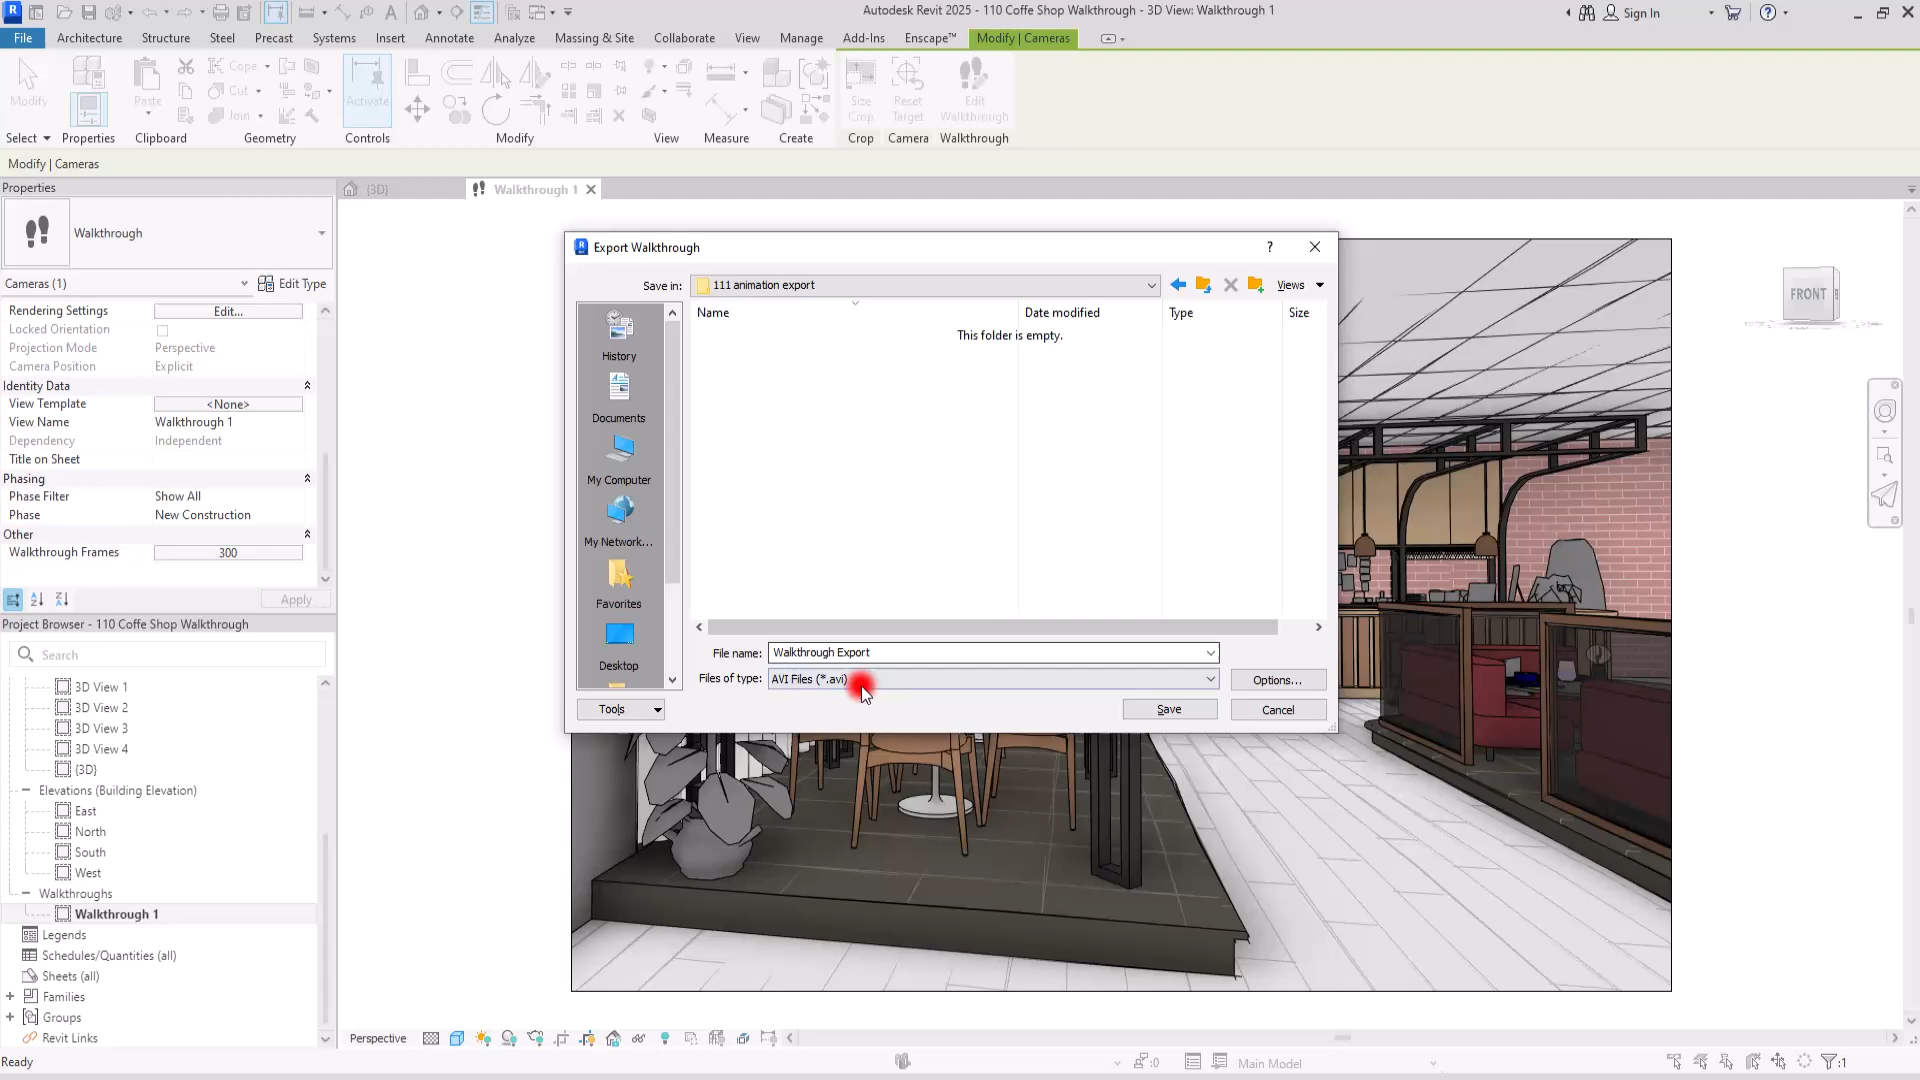 Autodesk Revit 2025 - 110 Coffe Shop Walkthrough - 3D View: Walkthrough 1
Sign In
File Architecture Structure Steel Precast Systems Insert Annotate Analyze Massing & Site Collaborate View Manage Add-Ins Enscape™ Modify | Cameras
Cope
Cut
Join
Modify
Paste
Activate
Size Crop
Reset Target
Edit Walkthrough
Select Properties Clipboard Geometry Controls Modify View Measure Create Crop Camera Walkthrough
Modify | Cameras
Properties
{3D}
Walkthrough 1
Walkthrough
Cameras (1)
Edit Type
Rendering Settings Edit...
Locked Orientation
Projection Mode Perspective
Camera Position Explicit
Identity Data
View Template <None>
View Name Walkthrough 1
Dependency Independent
Title on Sheet
Phasing
Phase Filter Show All
Phase New Construction
Other
Walkthrough Frames 300
Apply
Project Browser - 110 Coffe Shop Walkthrough
Search
3D View 1
3D View 2
3D View 3
3D View 4
{3D}
Elevations (Building Elevation)
East
North
South
West
Walkthroughs
Walkthrough 1
Legends
Schedules/Quantities (all)
Sheets (all)
Families
Groups
Revit Links
Export Walkthrough
Save in: 111 animation export
Views
Name Date modified Type Size
This folder is empty.
History
Documents
My Computer
My Network...
Favorites
Desktop
File name: Walkthrough Export
Files of type: AVI Files (*.avi)
Options...
Tools
Save
Cancel
FRONT
Perspective
Ready
:0
Main Model
:1